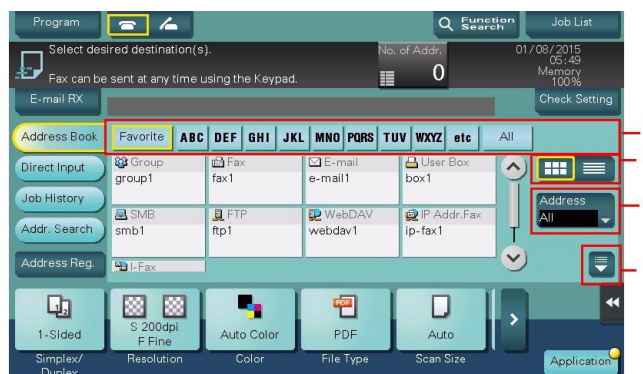 Program
Function
Search
Job List
Select desired destination(s).
No. of Addr.
0
01/08/2015
05:49
Memory
100%
Fax can be sent at any time using the Keypad.
E-mail RX
Check Setting
Address Book
Favorite ABC DEF GHI JKL MNO PQRS TUV WXYZ etc All
Direct Input
Group Fax E-mail User Box
group1 fax1 e-mail1 box1
Job History
Address
All
SMB FTP WebDAV IP Addr.Fax
Addr. Search
smb1 ftp1 webdav1 ip-fax1
Address Reg.
I-Fax
1-Sided
S 200dpi
F Fine
Auto Color
PDF
PDF
Auto
Simplex/
Duplex
Resolution
Color
File Type
Scan Size
Application